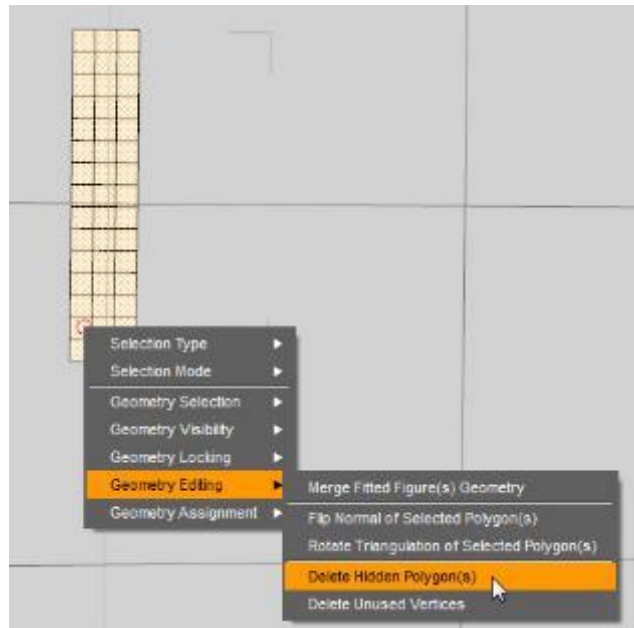 Selection Type
Selection Mode
Geometry Selection
Geometry Visibility
Geometry Locking
Geometry Editing
Geometry Assignment
Merge Fitted Figure(s) Geometry
Flip Normal of Selected Polygon(s)
Rotate Triangulation of Selected Polygon(s)
Delete Hidden Polygon(s)
Delete Unused Vertices